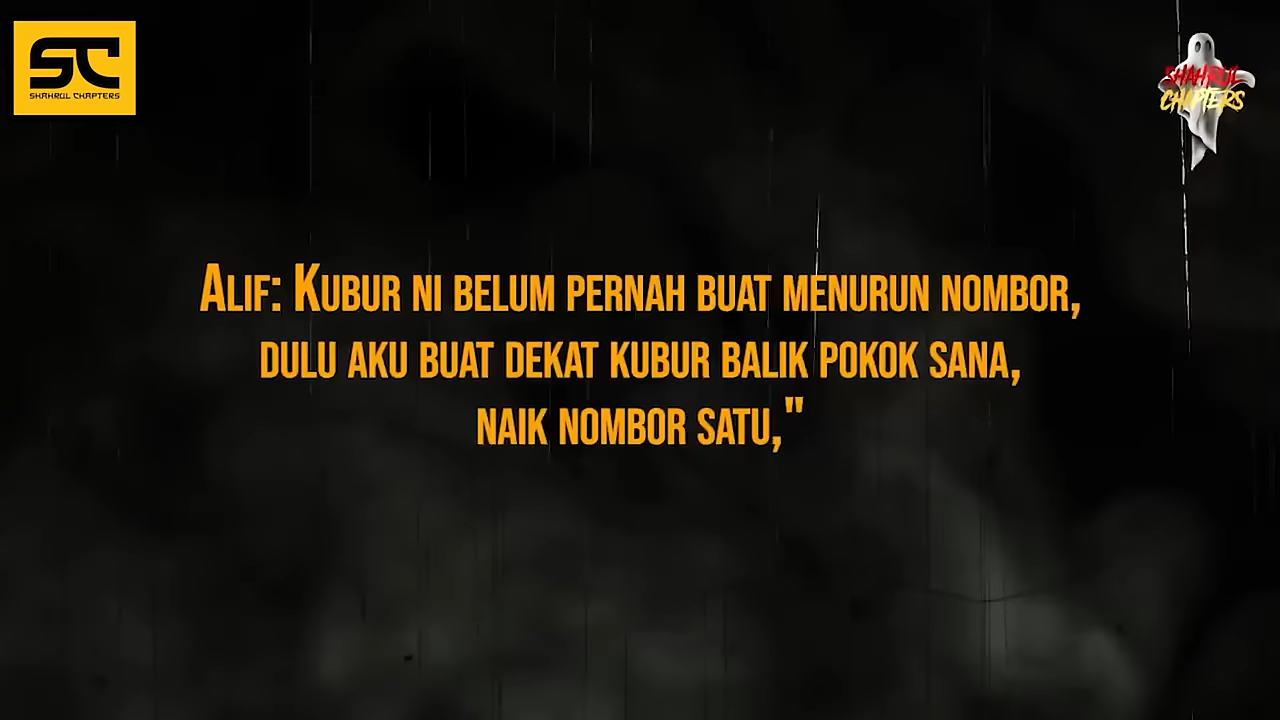 SC
SHAHRUL CHAPTERS
SHAHRUL
CHAPTERS
ALIF: KUBUR NI BELUM PERNAH BUAT MENURUN NOMBOR,
DULU AKU BUAT DEKAT KUBUR BALIK POKOK SANA,
NAIK NOMBOR SATU,"